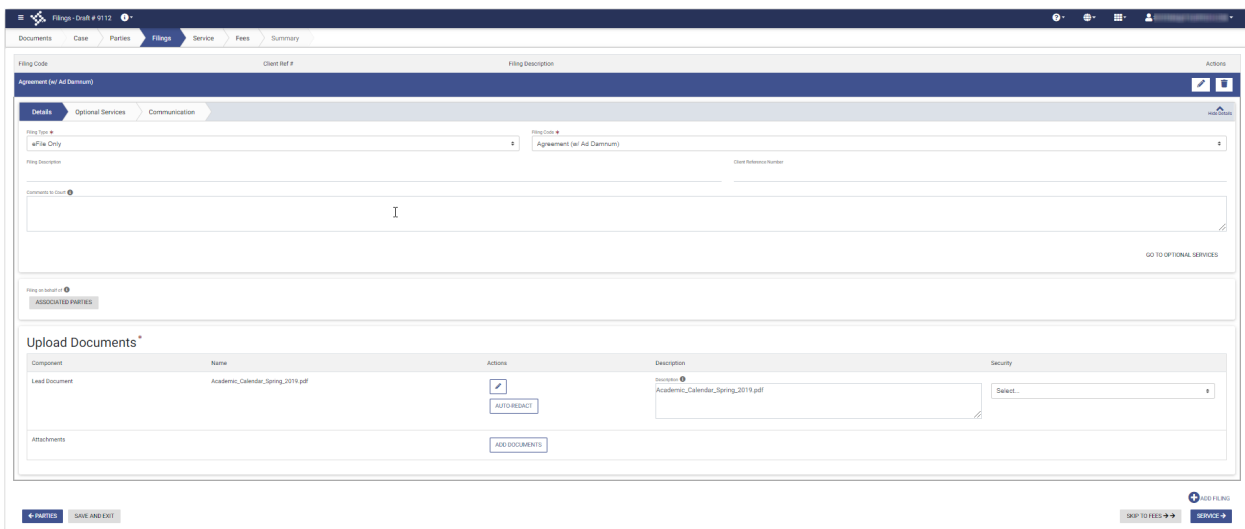 Filings - Draft # 9112
Documents Case Parties Filings Service Fees Summary
Filing Code Client Ref # Filing Description Actions
Agreement (w/ Ad Damnum)
Details Optional Services Communication Hide Details
Filing Type Filing Code
eFile Only Agreement (w/ Ad Damnum)
Filing Description Client Reference Number
Comments to Court
GO TO OPTIONAL SERVICES
Filing on behalf of
ASSOCIATED PARTIES
Upload Documents *
Component Name Actions Description Security
Lead Document Academic_Calendar_Spring_2019.pdf Description
Academic_Calendar_Spring_2019.pdf Select...
AUTO-REDACT
Attachments ADD DOCUMENTS
ADD FILING
PARTIES SAVE AND EXIT SKIP TO FEES SERVICE